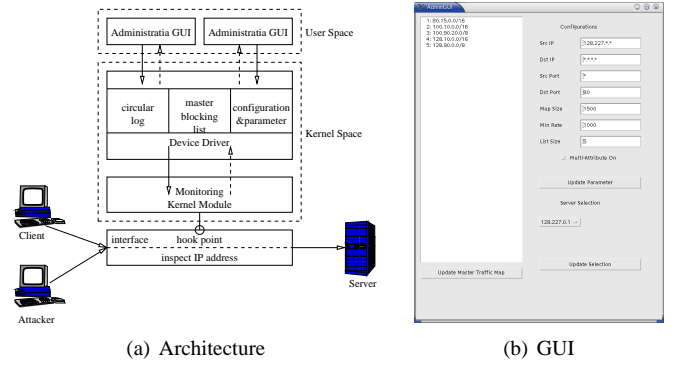 Administratia GUI
Administratia GUI
User Space
circular
log
master
blocking
list
configuration
&parameter
Device Driver
Kernel Space
Monitoring
Kernel Module
Client
interface
hook point
inspect IP address
Server
Attacker
(a) Architecture
AdminGUI
1: 80.15.0.0/16
2: 100.10.0.0/16
3: 100.90.20.0/8
4: 128.10.0.0/16
5: 128.90.0.0/8
Update Master Traffic Map
Configurations
Src IP 128.227.*.*
Dst IP *.*.*.*
Src Port *
Dst Port 80
Map Size 1500
Min Rate 1000
List Size 5
Multi-Attribute On
Update Parameter
Server Selection
128.227.0.1
Update Selection
(b) GUI